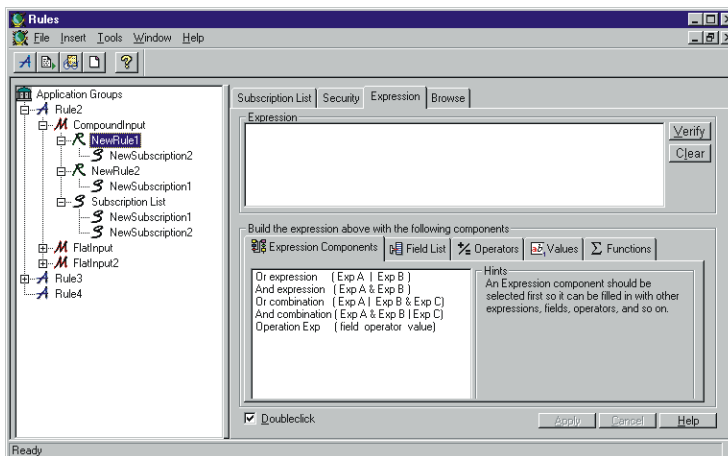 Rules
File Insert Tools Window Help
Application Groups
A Rule2
M CompoundInput
R NewRule1
S NewSubscription2
R NewRule2
S NewSubscription1
S Subscription List
S NewSubscription1
S NewSubscription2
M FlatInput
M FlatInput2
A Rule3
A Rule4
Subscription List Security Expression Browse
Expression
Verify
Clear
Build the expression above with the following components
Expression Components Field List Operators Values Functions
Or expression ( Exp A | Exp B )
And expression ( Exp A & Exp B )
Or combination ( Exp A | Exp B & Exp C)
And combination ( Exp A & Exp B | Exp C)
Operation Exp ( field operator value)
Hints
An Expression component should be
selected first so it can be filled in with other
expressions, fields, operators, and so on.
Doubleclick
Apply Cancel Help
Ready